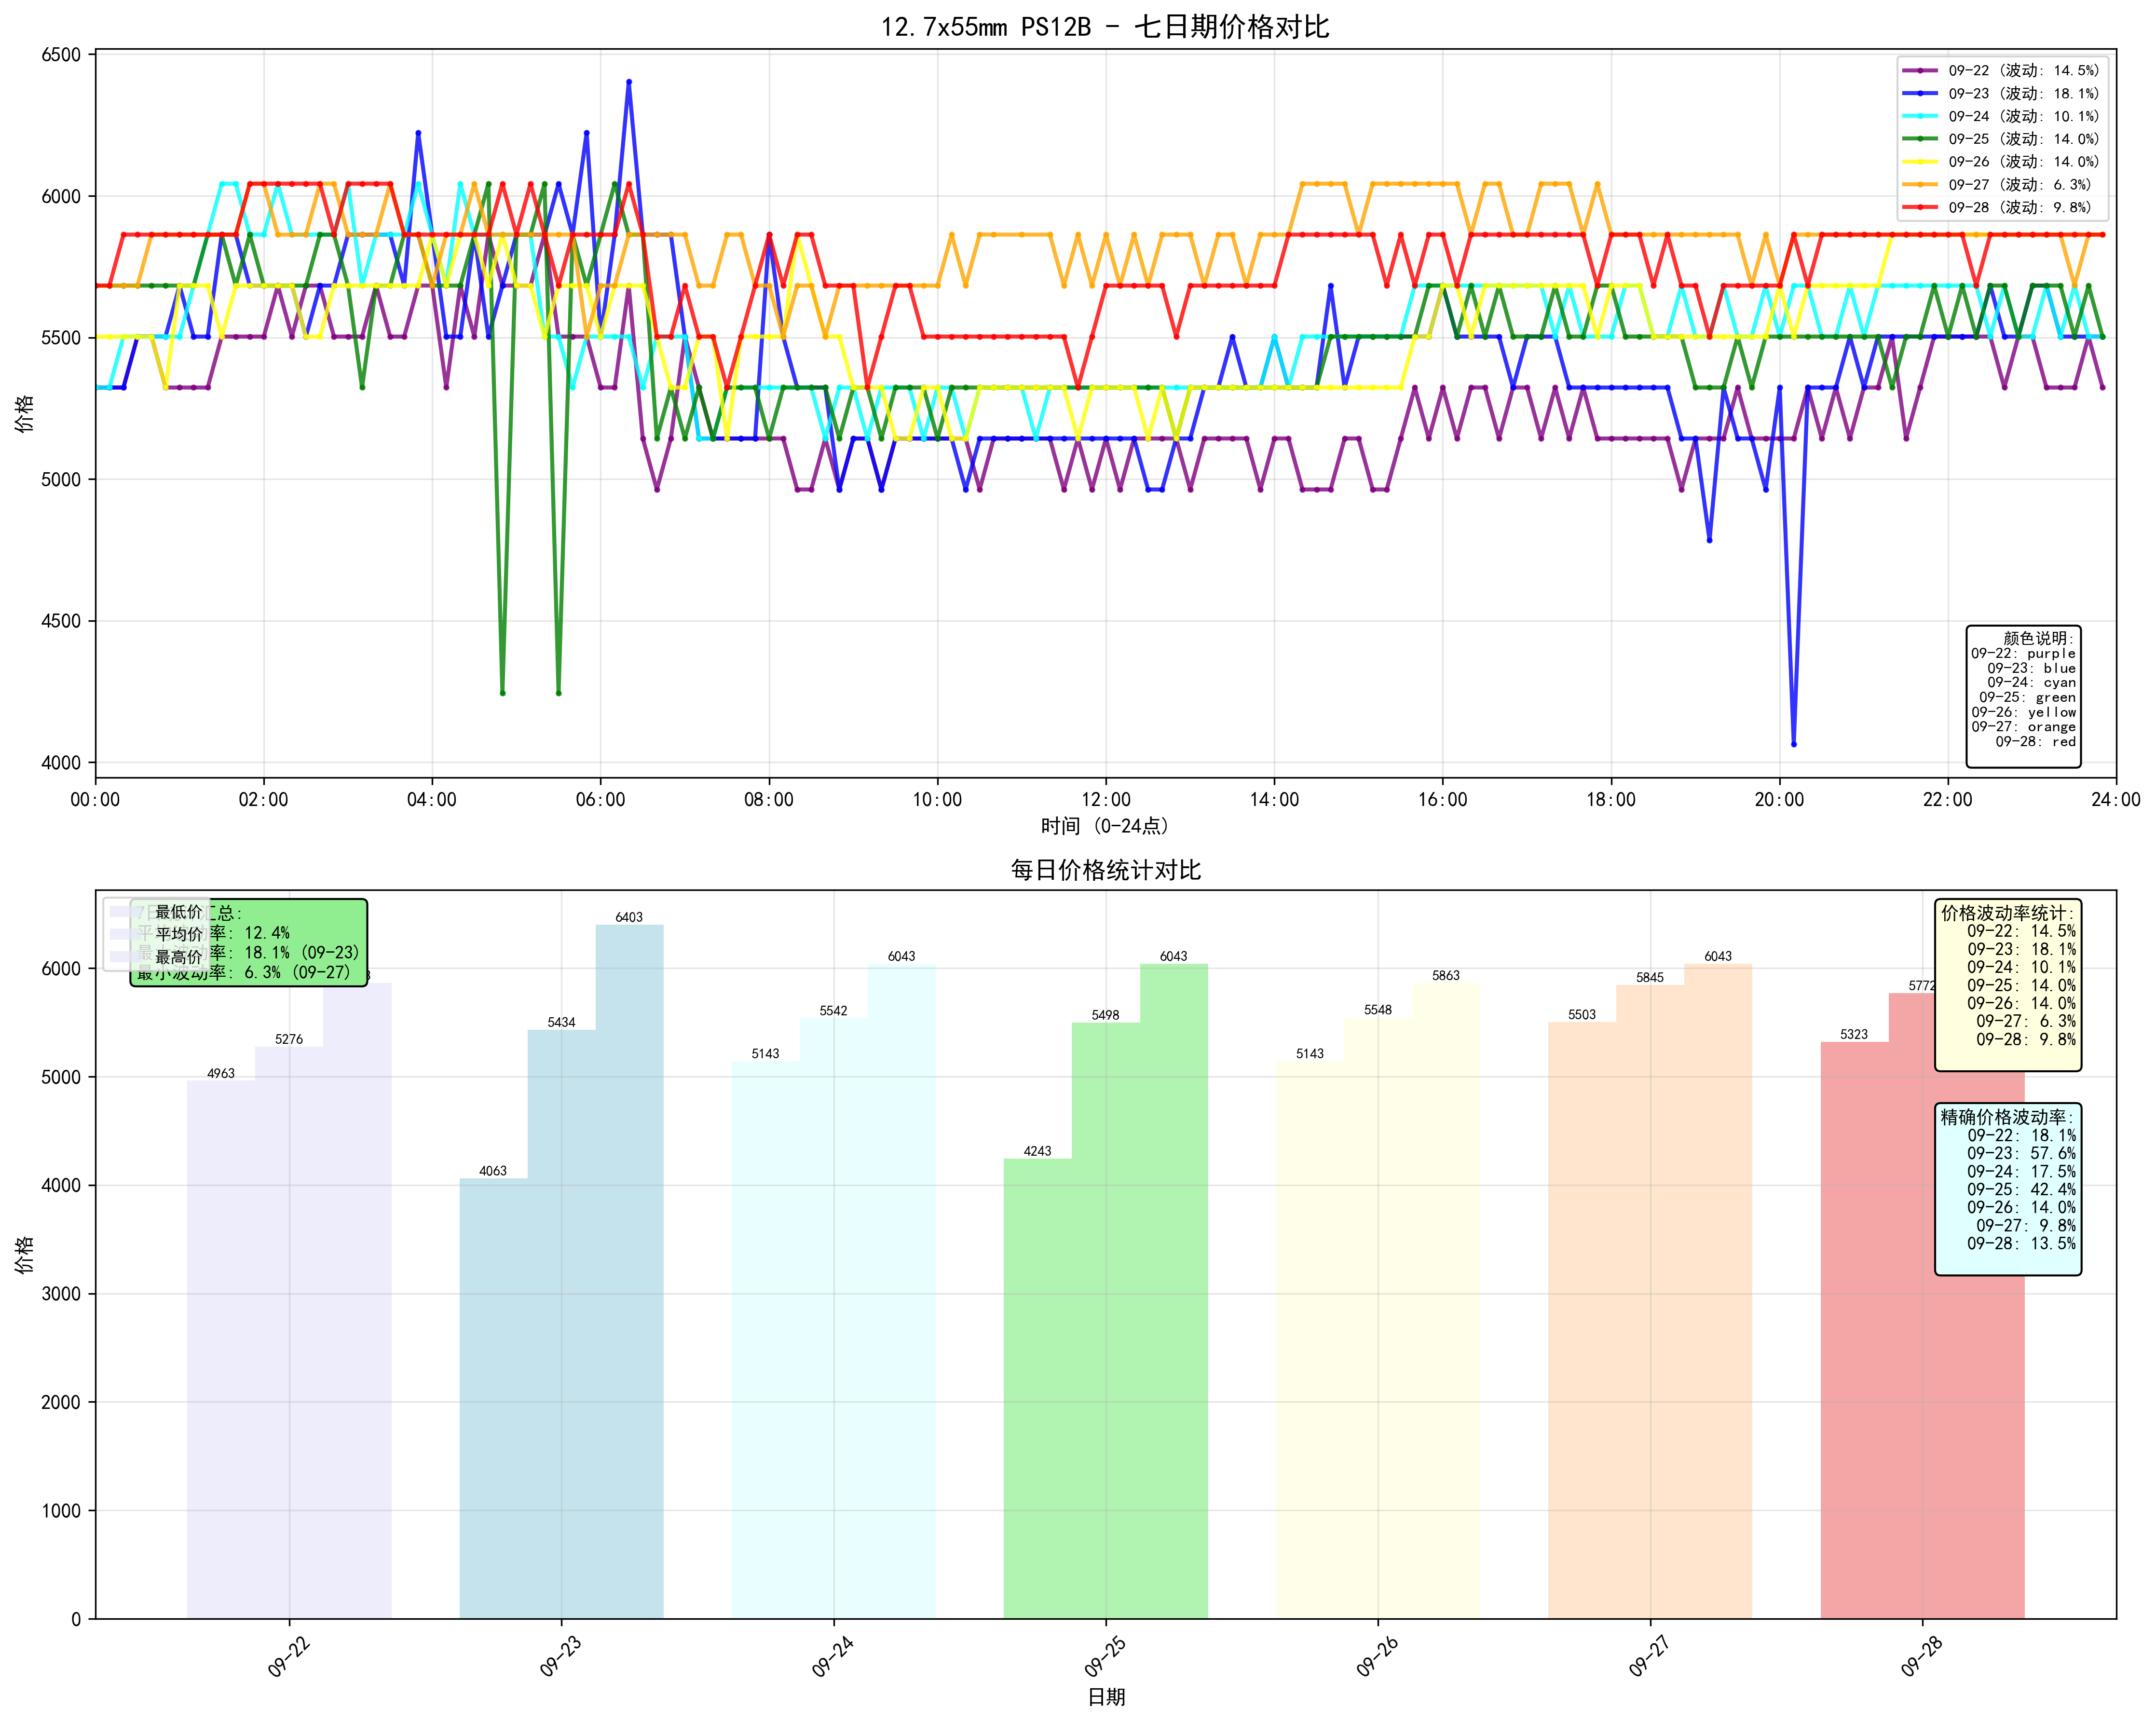 12.7x55mm PS12B - 七日期价格对比
价格
6500
6000
5500
5000
4500
4000
09-22 (波动: 14.5%)
09-23 (波动: 18.1%)
09-24 (波动: 10.1%)
09-25 (波动: 14.0%)
09-26 (波动: 14.0%)
09-27 (波动: 6.3%)
09-28 (波动: 9.8%)
颜色说明:
09-22: purple
09-23: blue
09-24: cyan
09-25: green
09-26: yellow
09-27: orange
09-28: red
00:00 02:00 04:00 06:00 08:00 10:00 12:00 14:00 16:00 18:00 20:00 22:00 24:00
时间 (0-24点)
每日价格统计对比
价格
6000
5000
4000
3000
2000
1000
0
最低价
平均价
最高价
汇总:
率: 12.4%
率: 18.1% (09-23)
最小波动率: 6.3% (09-27)
4963 5276
4063 5434 6403
5143 5542 6043
4243 5498 6043
5143 5548 5863
5503 5845 6043
5323 5772
价格波动率统计:
09-22: 14.5%
09-23: 18.1%
09-24: 10.1%
09-25: 14.0%
09-26: 14.0%
09-27: 6.3%
09-28: 9.8%
精确价格波动率:
09-22: 18.1%
09-23: 57.6%
09-24: 17.5%
09-25: 42.4%
09-26: 14.0%
09-27: 9.8%
09-28: 13.5%
09-22 09-23 09-24 09-25 09-26 09-27 09-28
日期